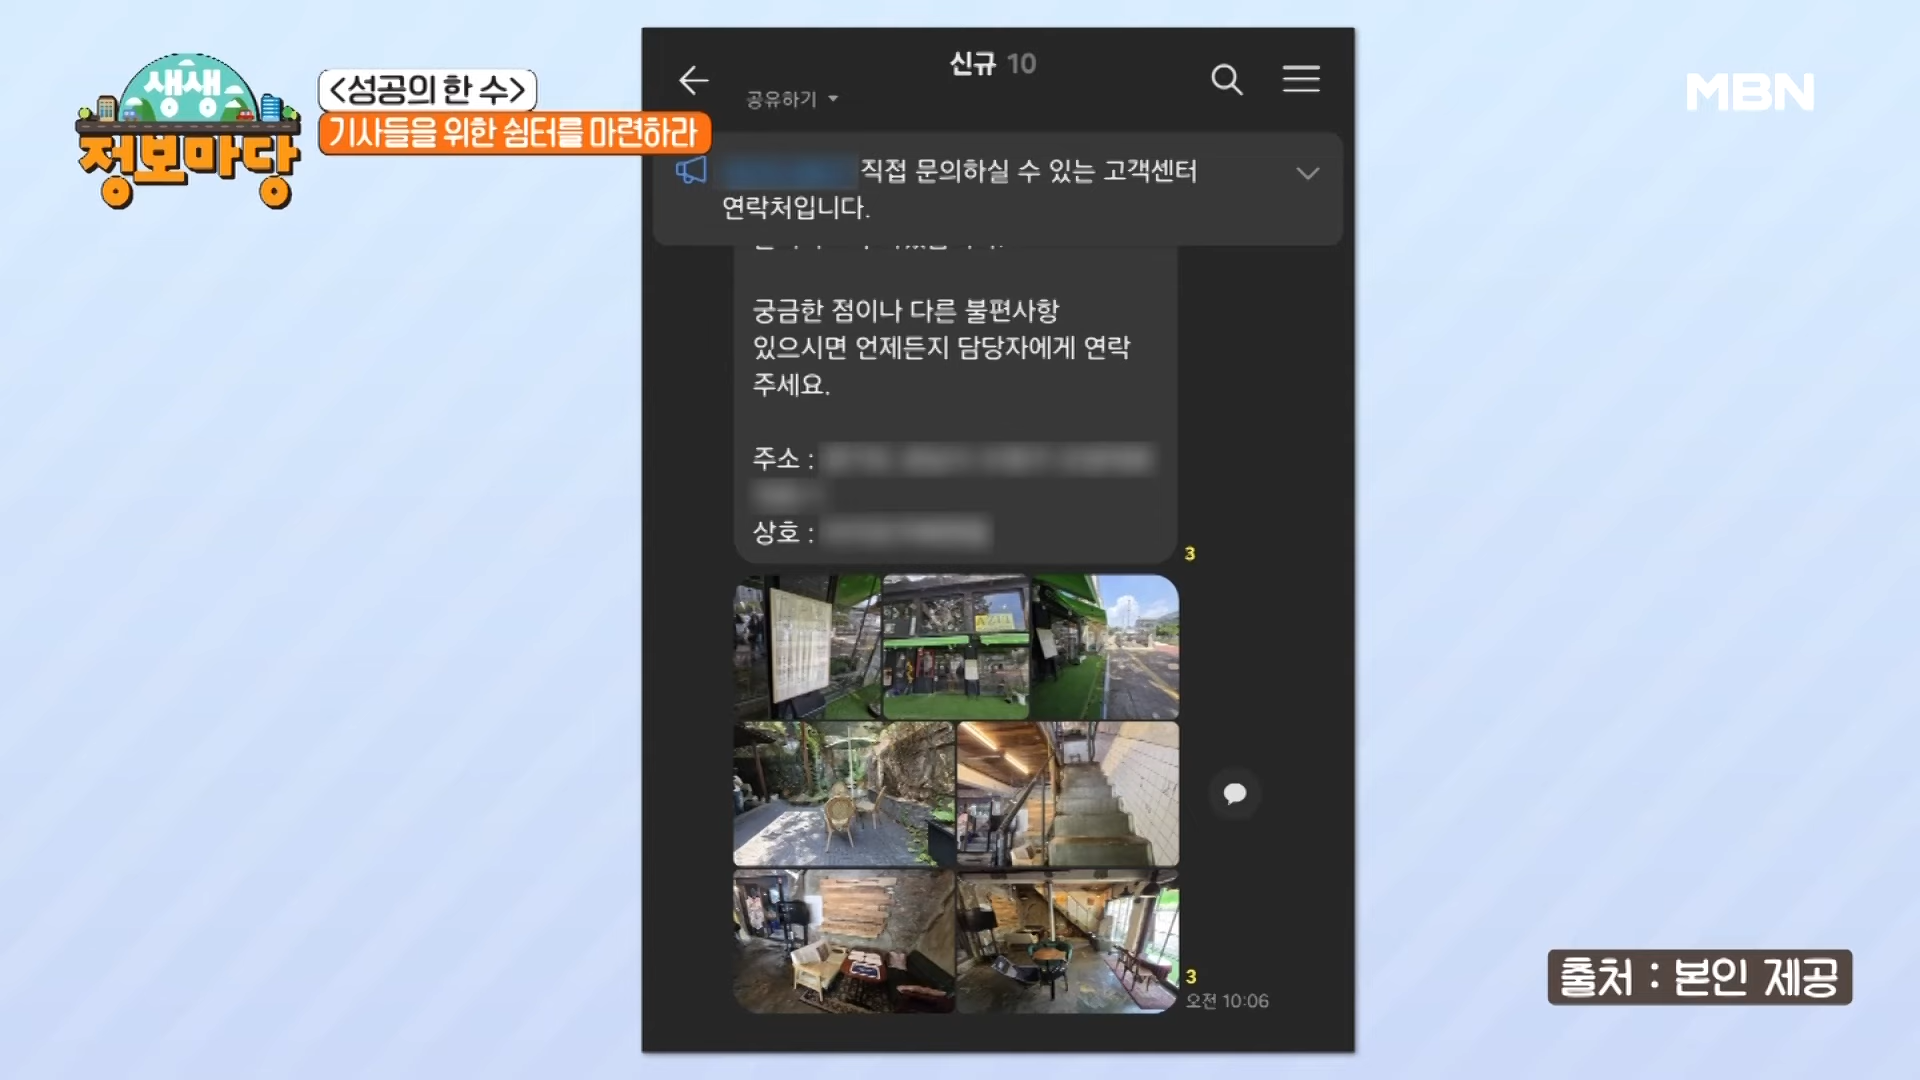 생생
정보마당
<성공의 한 수>
기사들을 위한 쉼터를 마련하라
MBN
신규 10
공유하기
직접 문의하실 수 있는 고객센터
연락처입니다.
궁금한 점이나 다른 불편사항
있으시면 언제든지 담당자에게 연락
주세요.
주소 :
상호 :
3
3
오전 10:06
출처 : 본인 제공